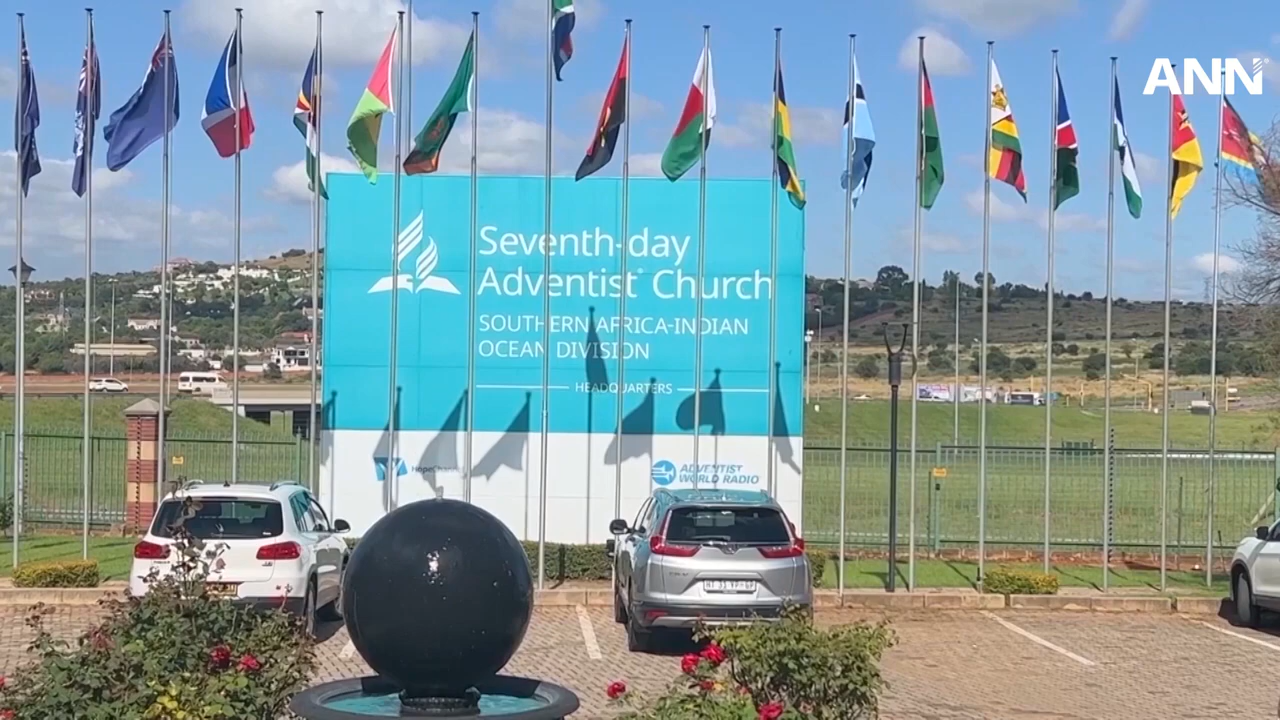 ANN
Seventh-day
Adventist Church
SOUTHERN AFRICA-INDIAN
OCEAN DIVISION
HEADQUARTERS
ADVENTIST
WORLD RADIO